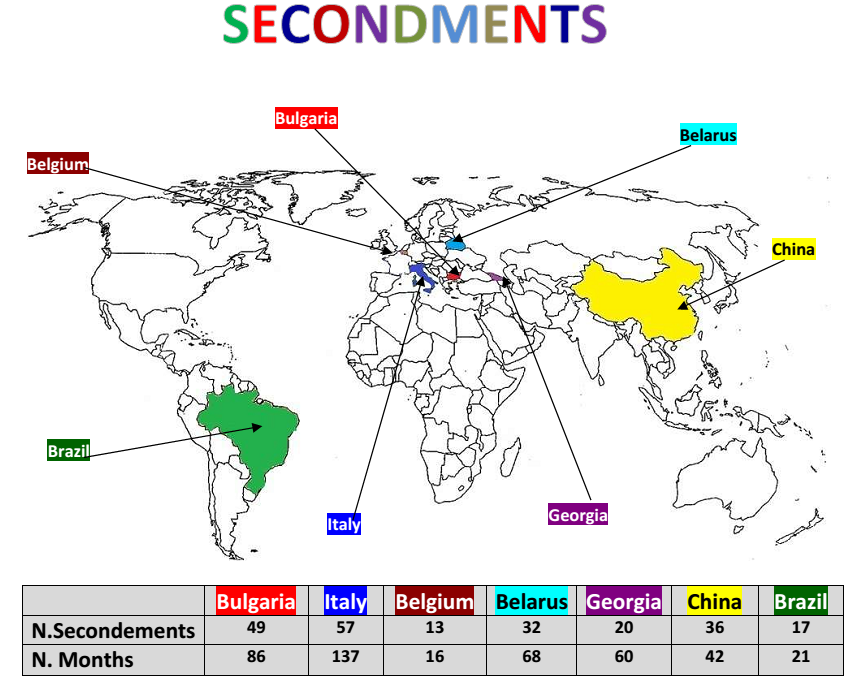 SECONDMENTS
Bulgaria
Belarus
Belgium
China
Brazil
Italy
Georgia
Bulgaria Italy Belgium Belarus Georgia China Brazil
N.Secondements 49 57 13 32 20 36 17
N. Months 86 137 16 68 60 42 21